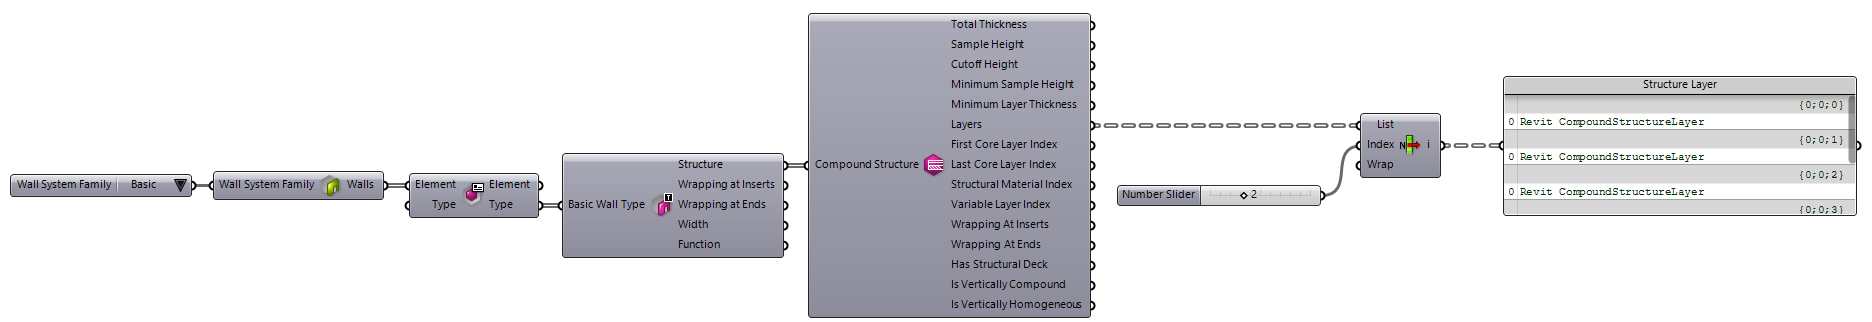 Wall System Family Basic
Wall System Family Walls
Element Element
Type Type
Basic Wall Type
Structure
Wrapping at Inserts
Wrapping at Ends
Width
Function
Compound Structure
Total Thickness
Sample Height
Cutoff Height
Minimum Sample Height
Minimum Layer Thickness
Layers
First Core Layer Index
Last Core Layer Index
Structural Material Index
Variable Layer Index
Wrapping At Inserts
Wrapping At Ends
Has Structural Deck
Is Vertically Compound
Is Vertically Homogeneous
Number Slider 2
List
Index N i
Wrap
Structure Layer
{0;0;0}
0 Revit CompoundStructureLayer
{0;0;1}
0 Revit CompoundStructureLayer
{0;0;2}
0 Revit CompoundStructureLayer
{0;0;3}